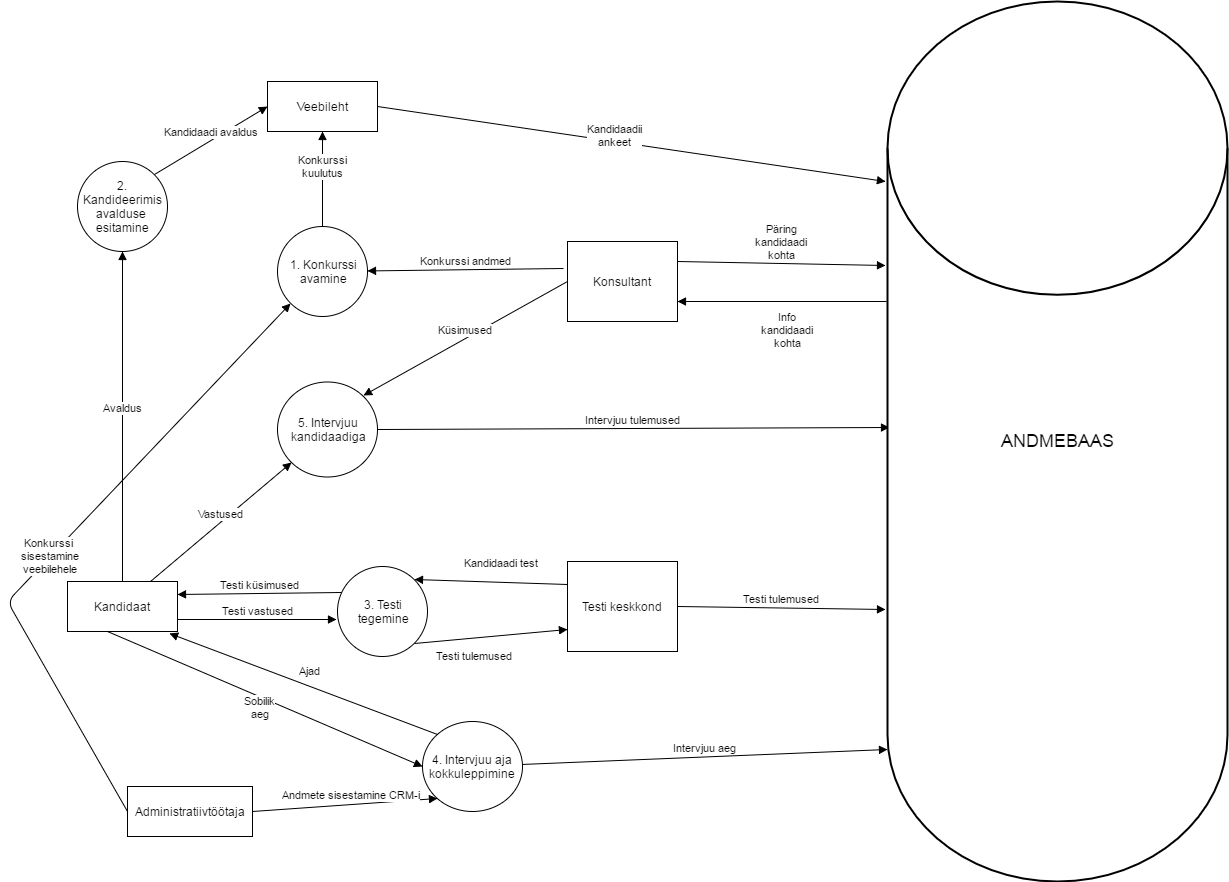 Veebileht
Kandidaadi avaldus
Kandidaadii
ankeet
Konkurssi
kuulutus
2.
Kandideerimis
avalduse
esitamine
1. Konkurssi
avamine
Konkurssi andmed
Konsultant
Päring
kandidaadi
kohta
Info
kandidaadi
kohta
Küsimused
Avaldus
5. Intervjuu
kandidaadiga
Intervjuu tulemused
ANDMEBAAS
Vastused
Konkurssi
sisestamine
veebilehele
Kandidaat
Testi küsimused
Testi vastused
3. Testi
tegemine
Kandidaadi test
Testi keskkond
Testi tulemused
Testi tulemused
Ajad
Sobilik
aeg
4. Intervjuu aja
kokkuleppimine
Intervjuu aeg
Andmete sisestamine CRM-i
Administratiivtöötaja